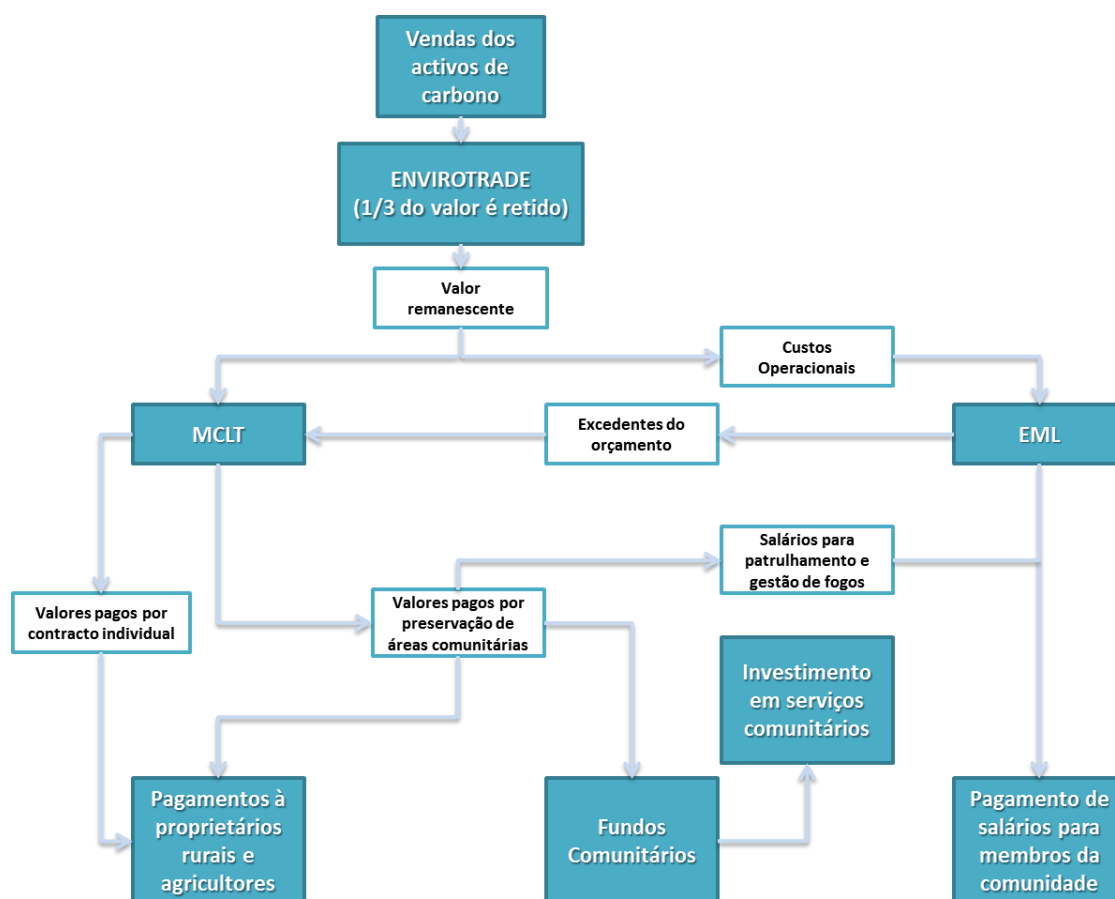 Vendas dos
activos de
carbono
ENVIROTRADE
(1/3 do valor é retido)
Valor
remanescente
Custos
Operacionais
MCLT
Excedentes do
orçamento
EML
Salários para
patrulhamento e
gestão de fogos
Valores pagos por
contracto individual
Valores pagos por
preservação de
áreas comunitárias
Investimento
em serviços
comunitários
Pagamentos à
proprietários
rurais e
agricultores
Fundos
Comunitários
Pagamento de
salários para
membros da
comunidade